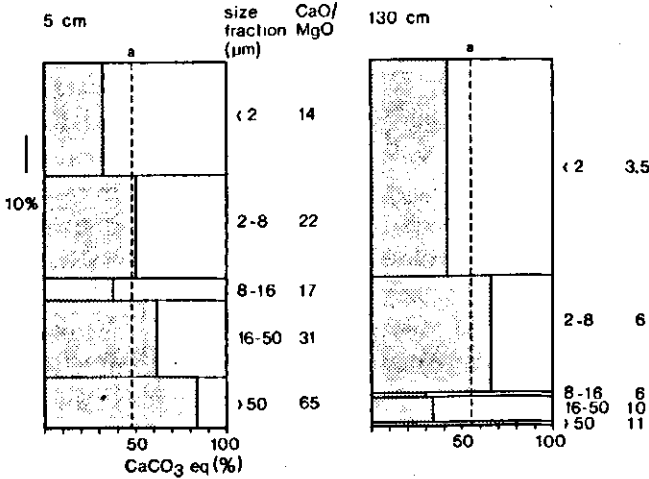 5 cm
size
fraction
(μm)
CaO/
MgO
130 cm
a
a
‹ 2 14
‹ 2 3.5
10%
2-8 22
8-16 17
2-8 6
16-50 31
8-16 6
16-50 10
› 50 65
› 50 11
50 100
50 100
CaCO3 eq (%)